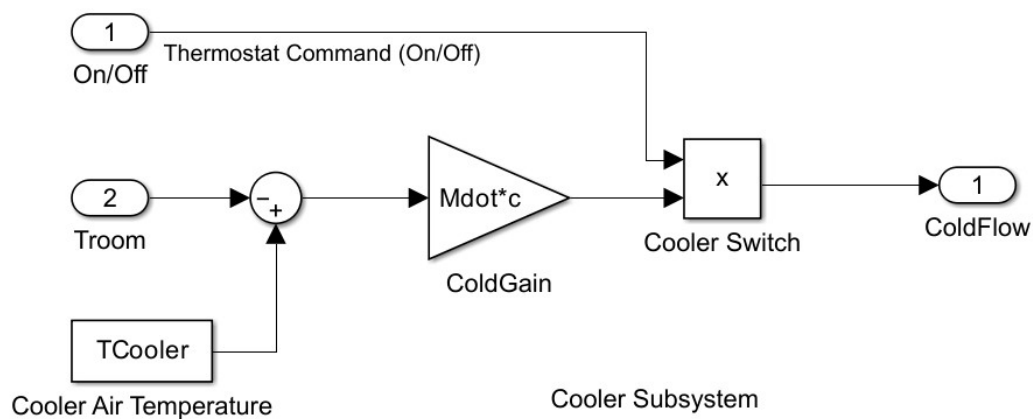 1
On/Off
Thermostat Command (On/Off)
2
Troom
-
+
Mdot*c
ColdGain
x
Cooler Switch
1
ColdFlow
TCooler
Cooler Air Temperature
Cooler Subsystem